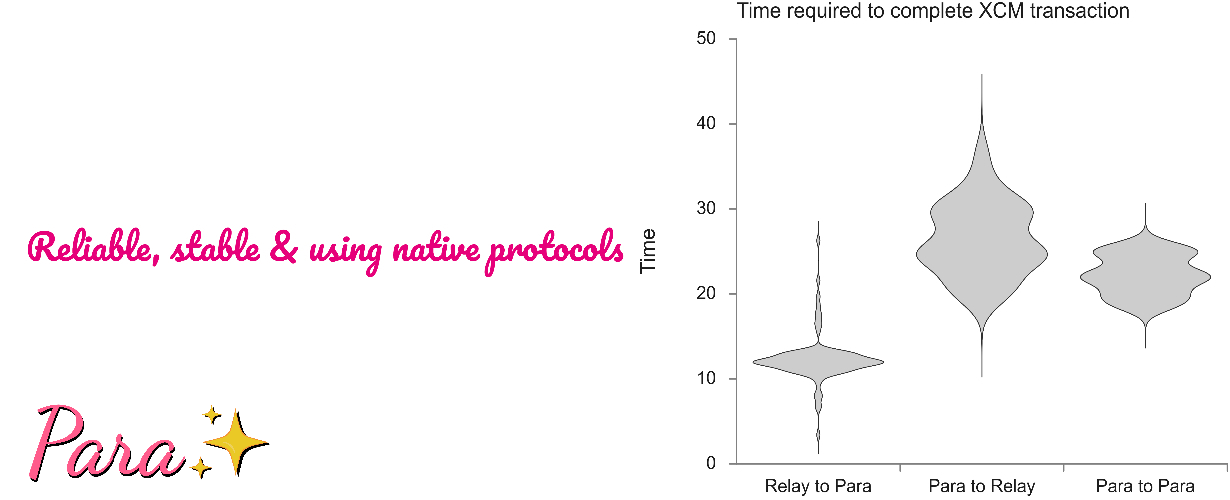 Time required to complete XCM transaction
50
40
30
20
10
0
Time
Relay to Para
Para to Relay
Para to Para
Reliable, stable & using native protocols
Para